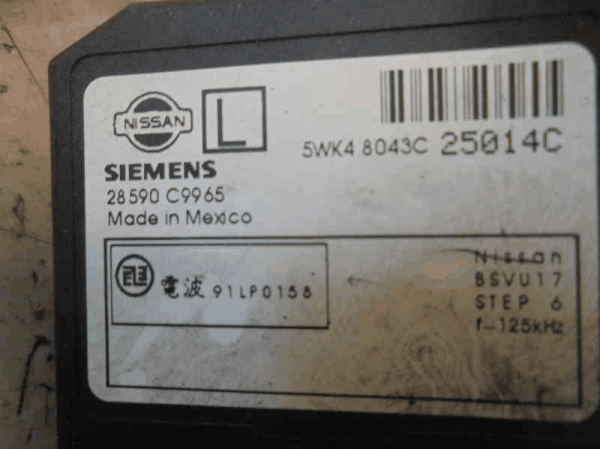 NISSAN
L
SIEMENS
28590 C9965
Made in Mexico
5WK4 8043C 25014C
電波 91LP0158
Nissan
BSVU17
STEP 6
f-125kHz